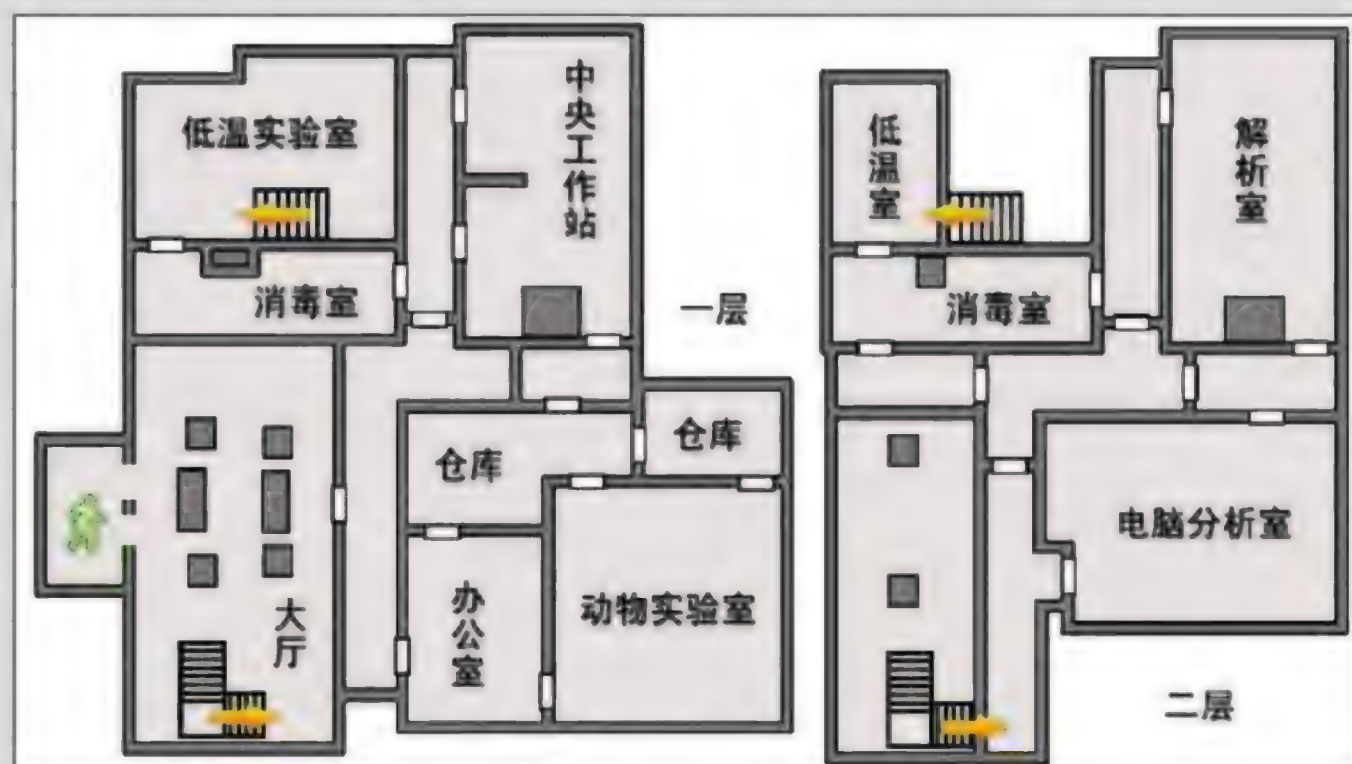 低温实验室
中央工作站
消毒室
一层
仓库
仓库
大厅
办公室
动物实验室
低温室
解析室
消毒室
电脑分析室
二层